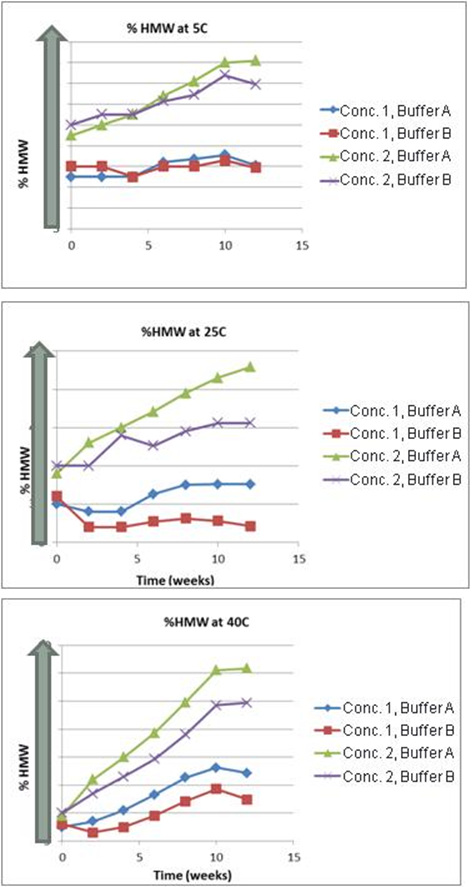 % HMW at 5C
% HMW
Conc. 1, Buffer A
Conc. 1, Buffer B
Conc. 2, Buffer A
Conc. 2, Buffer B
0 5 10 15
%HMW at 25C
% HMW
Conc. 1, Buffer A
Conc. 1, Buffer B
Conc. 2, Buffer A
Conc. 2, Buffer B
0 5 10 15
Time (weeks)
%HMW at 40C
% HMW
Conc. 1, Buffer A
Conc. 1, Buffer B
Conc. 2, Buffer A
Conc. 2, Buffer B
0 5 10 15
Time (weeks)